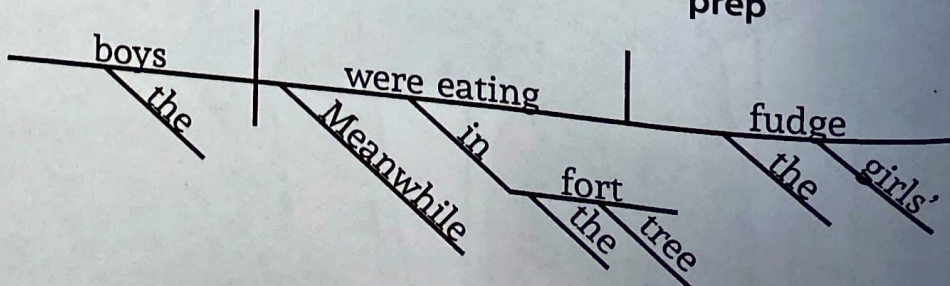 prep
boys
were eating
fudge
the
Meanwhile
in
the
girls'
fort
the
tree